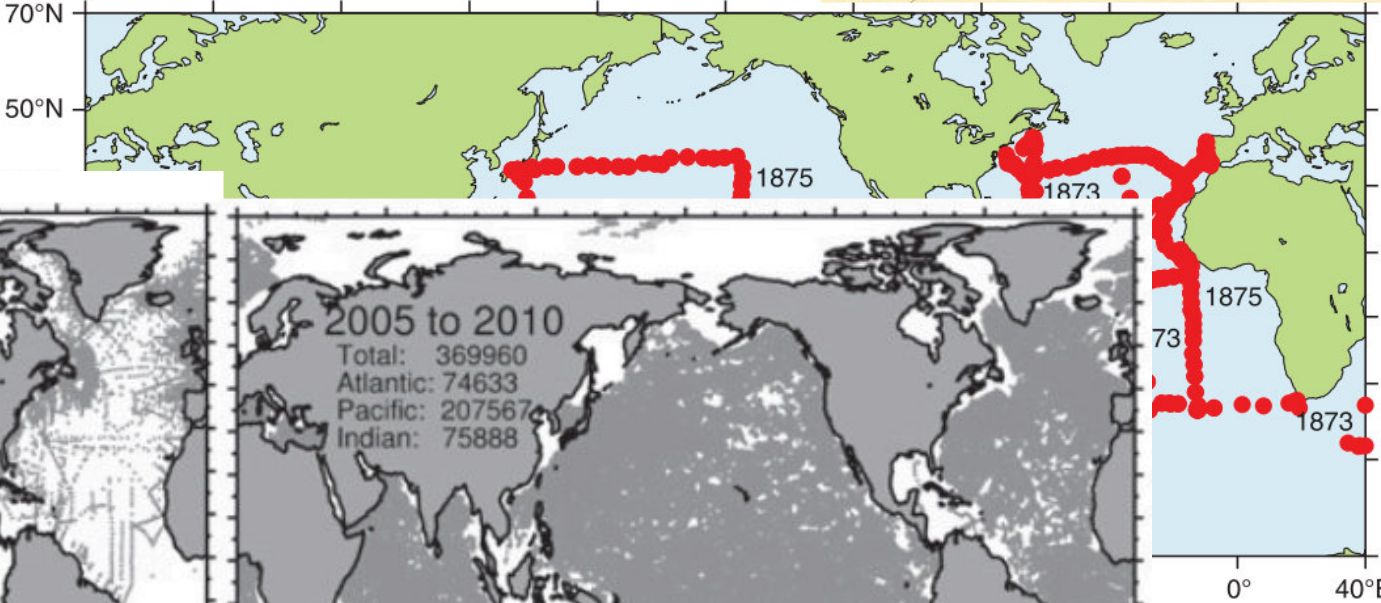 70°N
50°N
1875
1873
2005 to 2010
Total: 369960
Atlantic: 74633
Pacific: 207567
Indian: 75888
1875
73
1873
0°
40°E